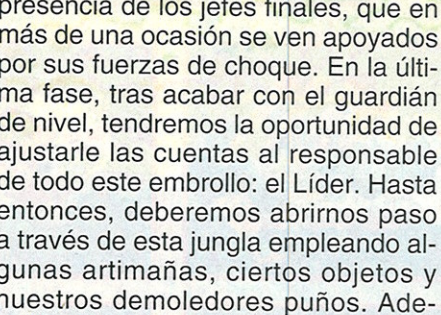 presencia de los jefes finales, que en
más de una ocasión se ven apoyados
por sus fuerzas de choque. En la últi-
ma fase, tras acabar con el guardián
de nivel, tendremos la oportunidad de
ajustarle las cuentas al responsable
de todo este embrollo: el Líder. Hasta
entonces, deberemos abrirnos paso
a través de esta jungla empleando al-
gunas artimañas, ciertos objetos y
nuestros demoledores puños. Ade-